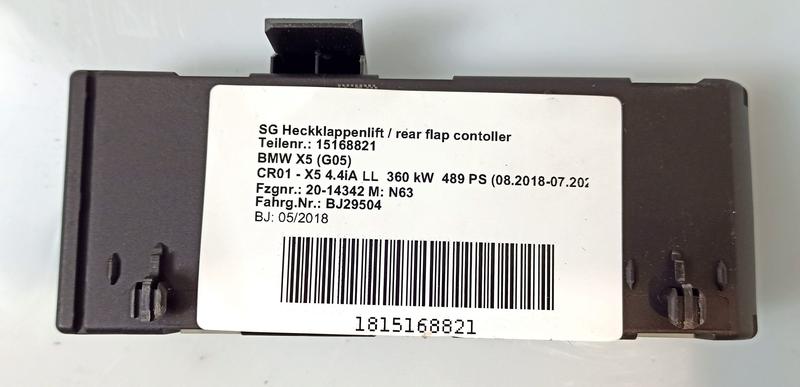 SG Heckklappenlift / rear flap contoller
Teilenr.: 15168821
BMW X5 (G05)
CR01 - X5 4.4iA LL 360 kW 489 PS (08.2018-07.202
Fzgnr.: 20-14342 M: N63
Fahrg.Nr.: BJ29504
BJ: 05/2018
1815168821